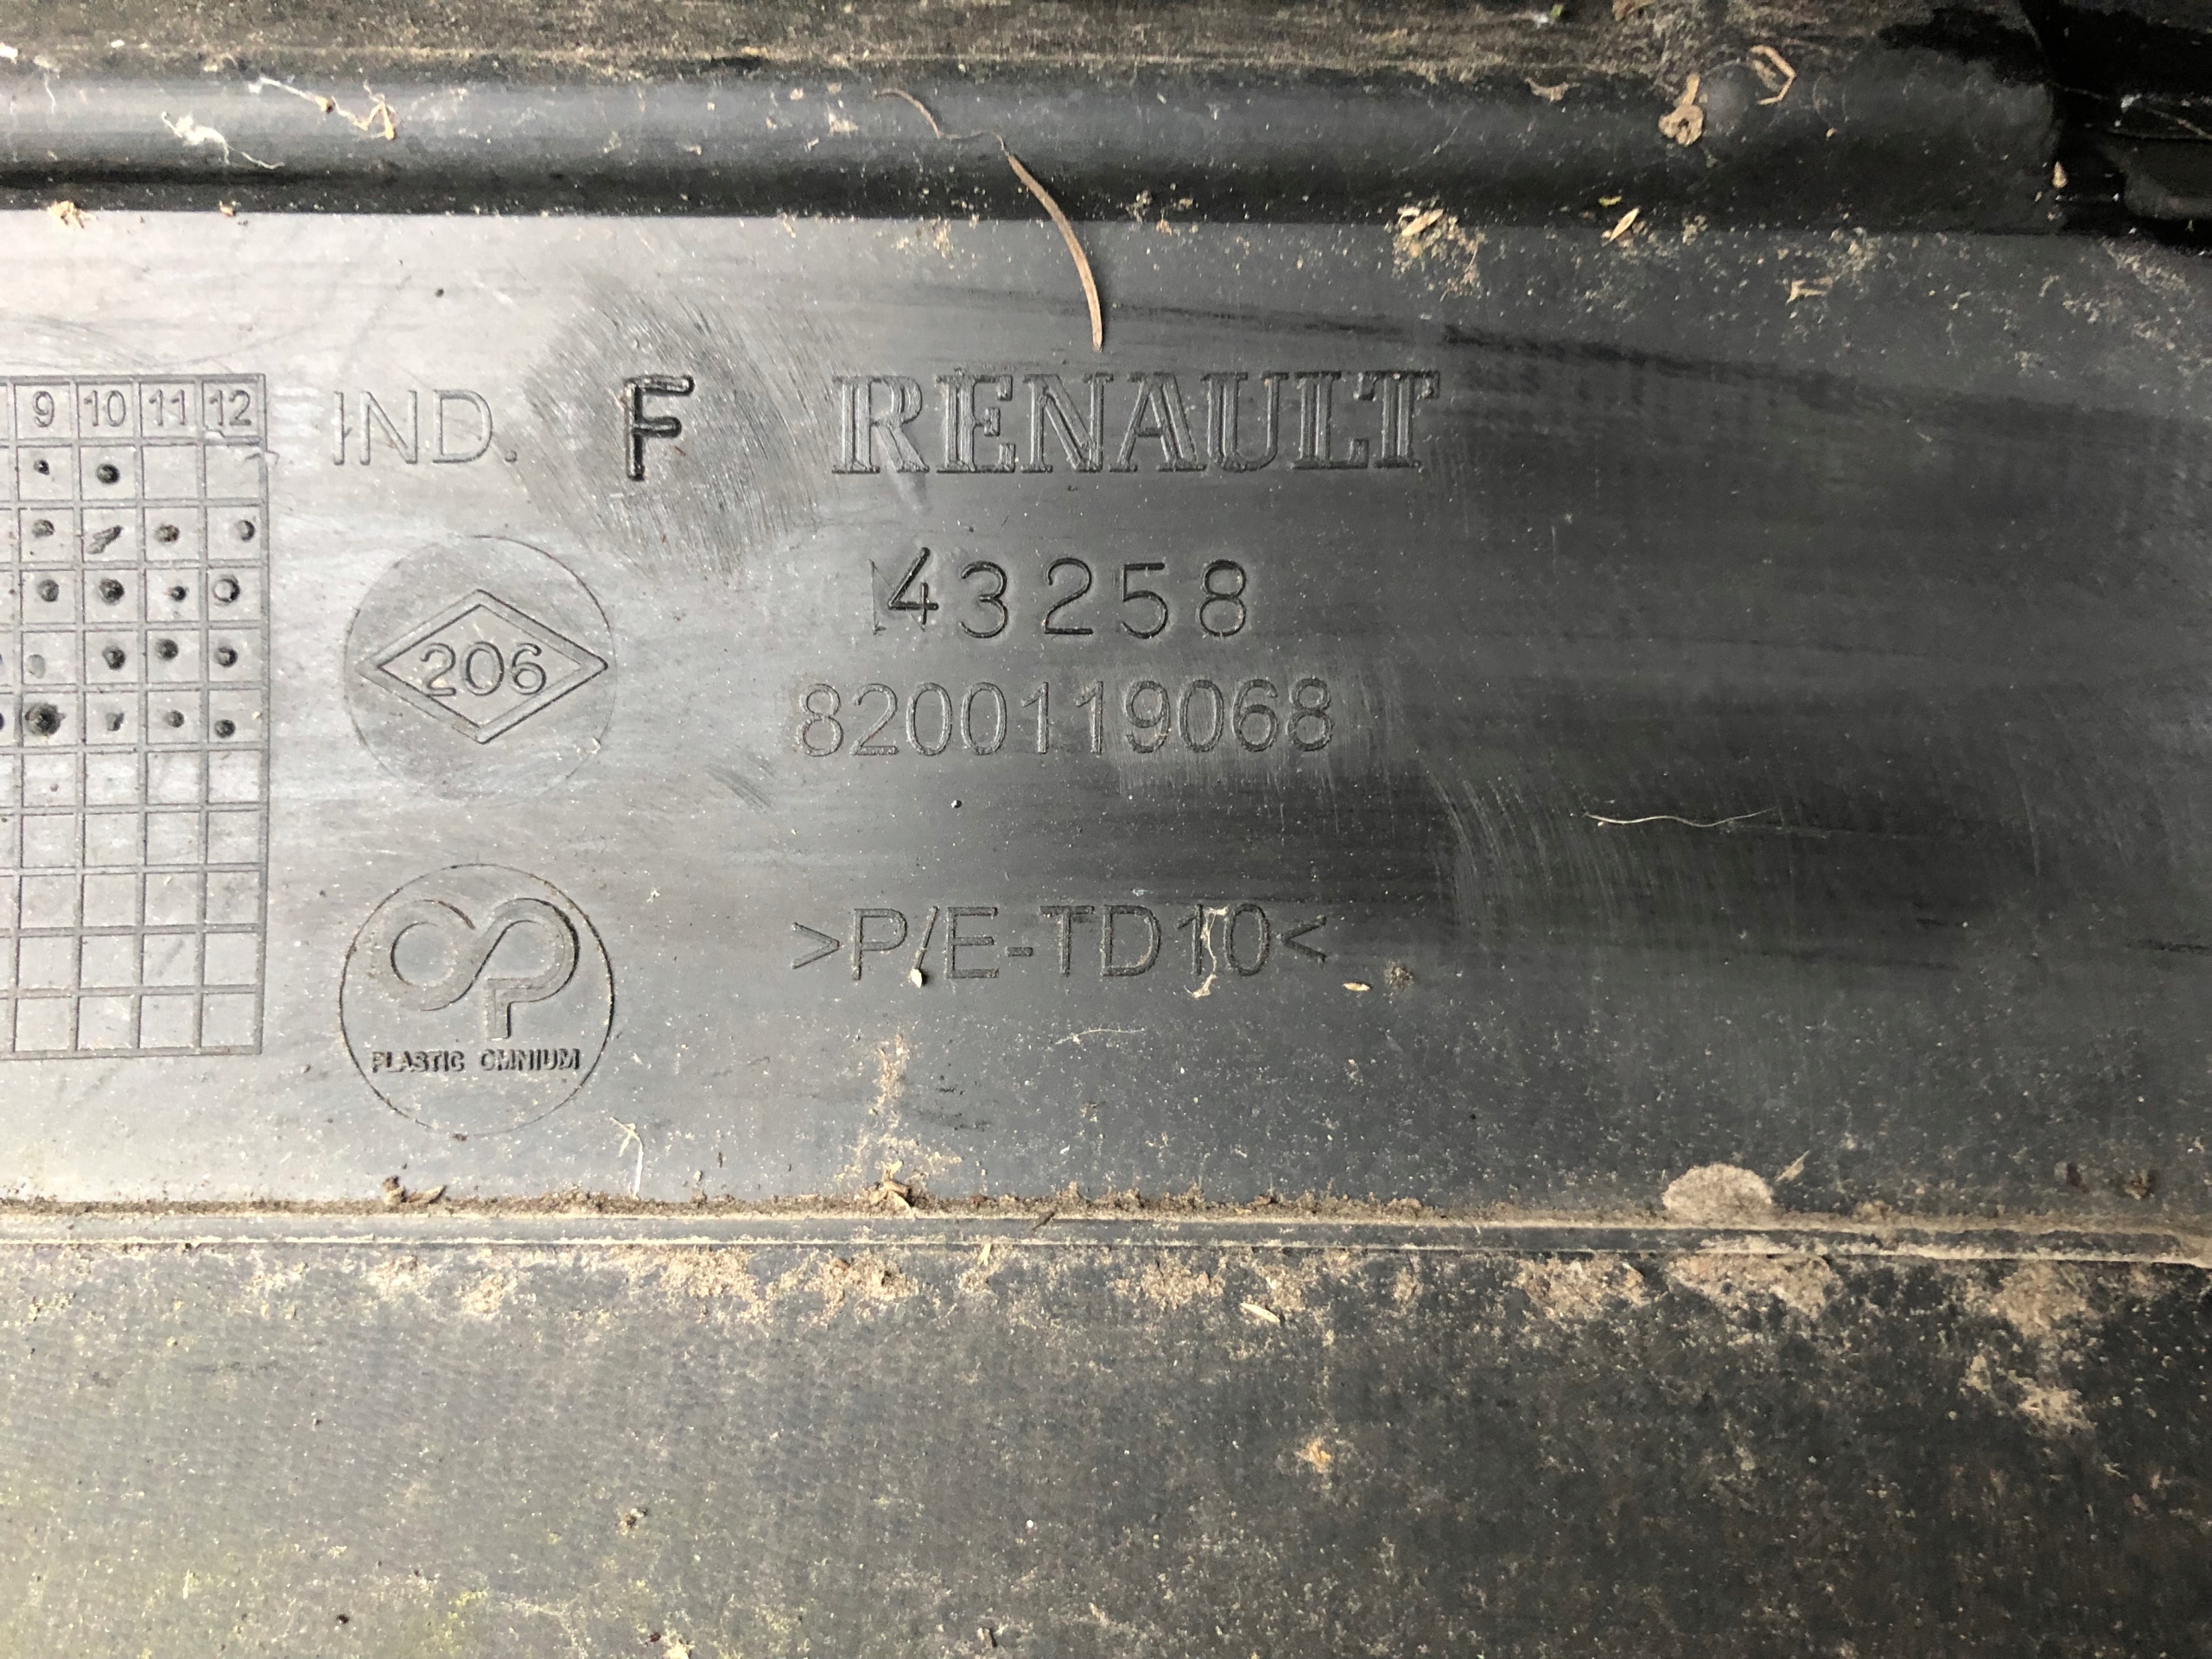 9 10 11 12
IND. F RENAULT
43258
206
8200119068
>P/E-TD10<
PLASTIC OMNIUM